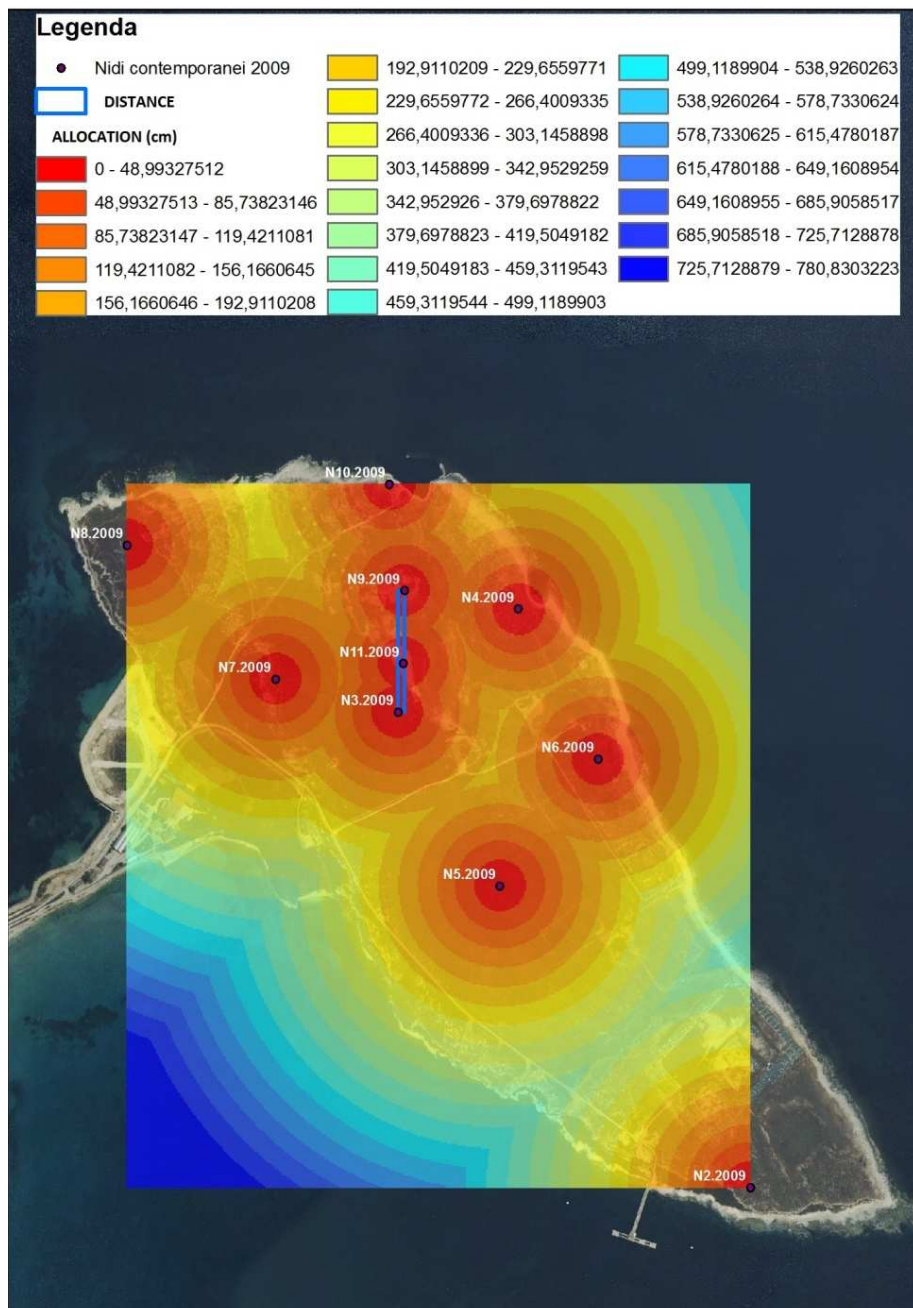 Legenda
Nidi contemporanei 2009
DISTANCE
ALLOCATION (cm)
0 - 48,99327512
48,99327513 - 85,73823146
85,73823147 - 119,4211081
119,4211082 - 156,1660645
156,1660646 - 192,9110208
192,9110209 - 229,6559771
229,6559772 - 266,4009335
266,4009336 - 303,1458898
303,1458899 - 342,9529259
342,952926 - 379,6978822
379,6978823 - 419,5049182
419,5049183 - 459,3119543
459,3119544 - 499,1189903
499,1189904 - 538,9260263
538,9260264 - 578,7330624
578,7330625 - 615,4780187
615,4780188 - 649,1608954
649,1608955 - 685,9058517
685,9058518 - 725,7128878
725,7128879 - 780,8303223
N10.2009
N8.2009
N9.2009
N4.2009
N11.2009
N7.2009
N3.2009
N6.2009
N5.2009
N2.2009